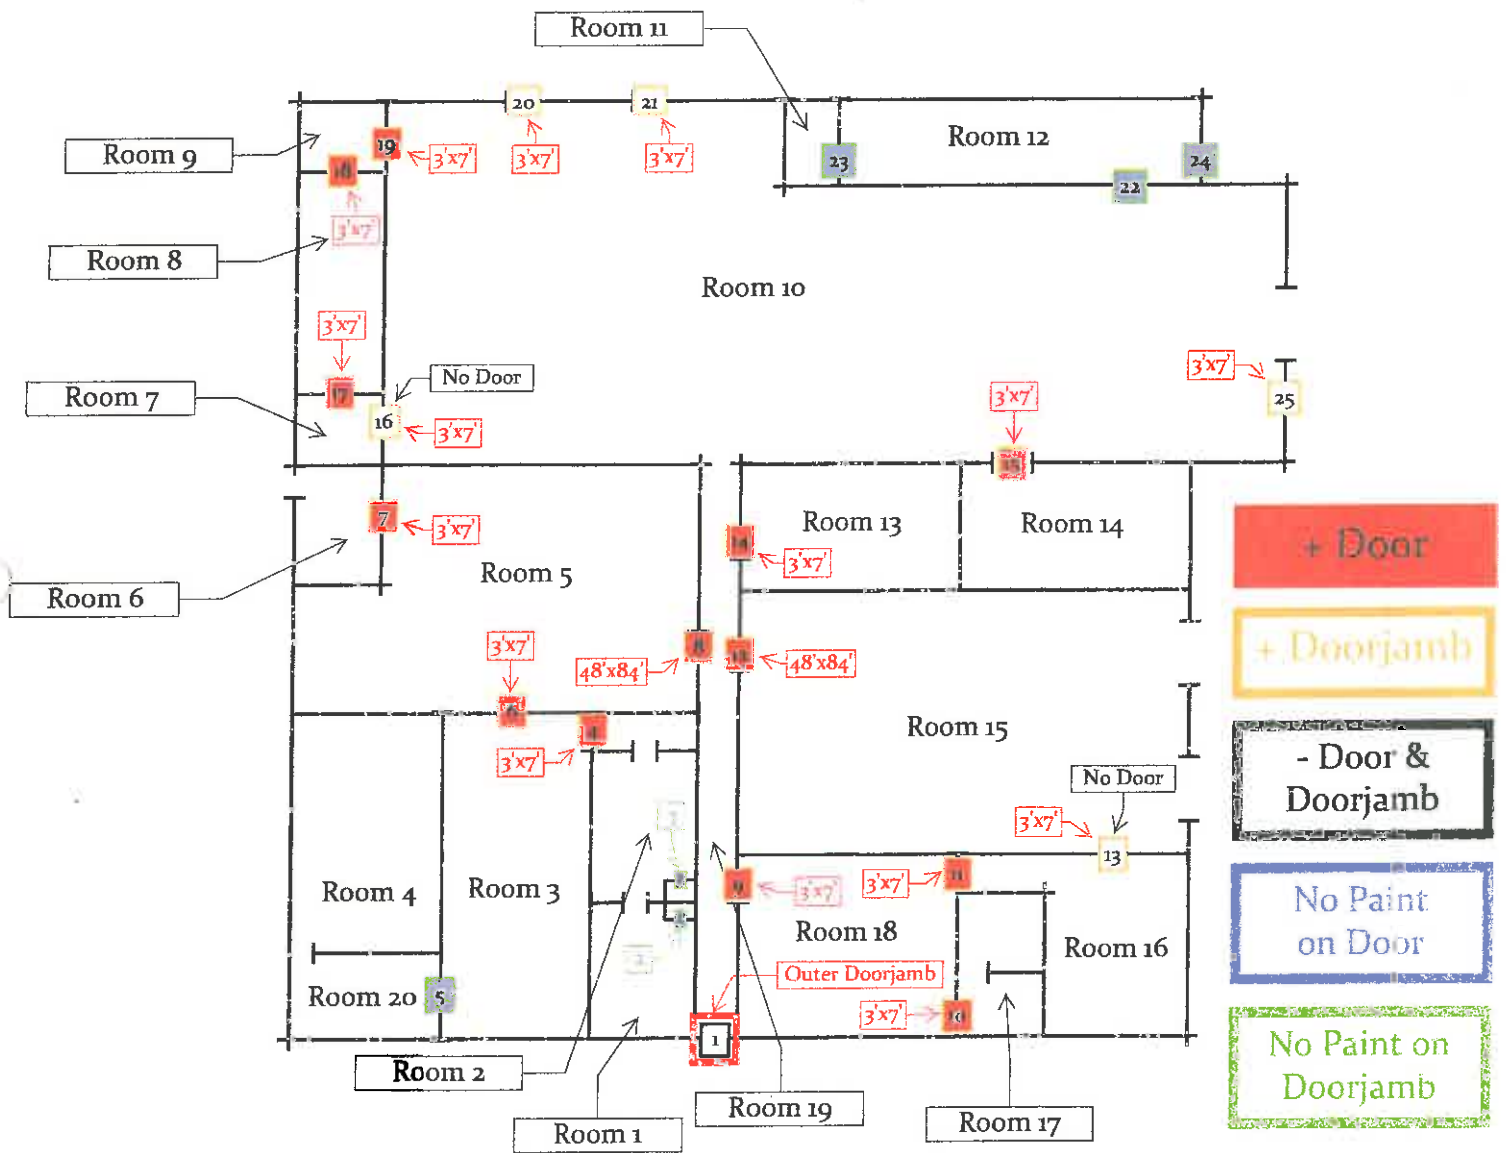 Room 11
20
21
Room 12
Room 9
19
3'x7'
3'x7'
3'x7'
23
24
18
22
3'x7'
Room 8
Room 10
3'x7'
No Door
3'x7'
17
Room 7
16
3'x7'
3'x7'
25
15
7
3'x7'
Room 13
Room 14
14
3'x7'
+ Door
Room 6
Room 5
3'x7'
8
48'x84'
12
48'x84'
+ Doorjamb
6
4
3'x7'
Room 15
- Door &
Doorjamb
No Door
3'x7'
13
Room 4
Room 3
9
3'x7'
3'x7'
11
No Paint
on Door
Room 18
Room 16
Outer Doorjamb
Room 20
5
3'x7'
10
1
No Paint on
Doorjamb
Room 2
Room 19
Room 1
Room 17